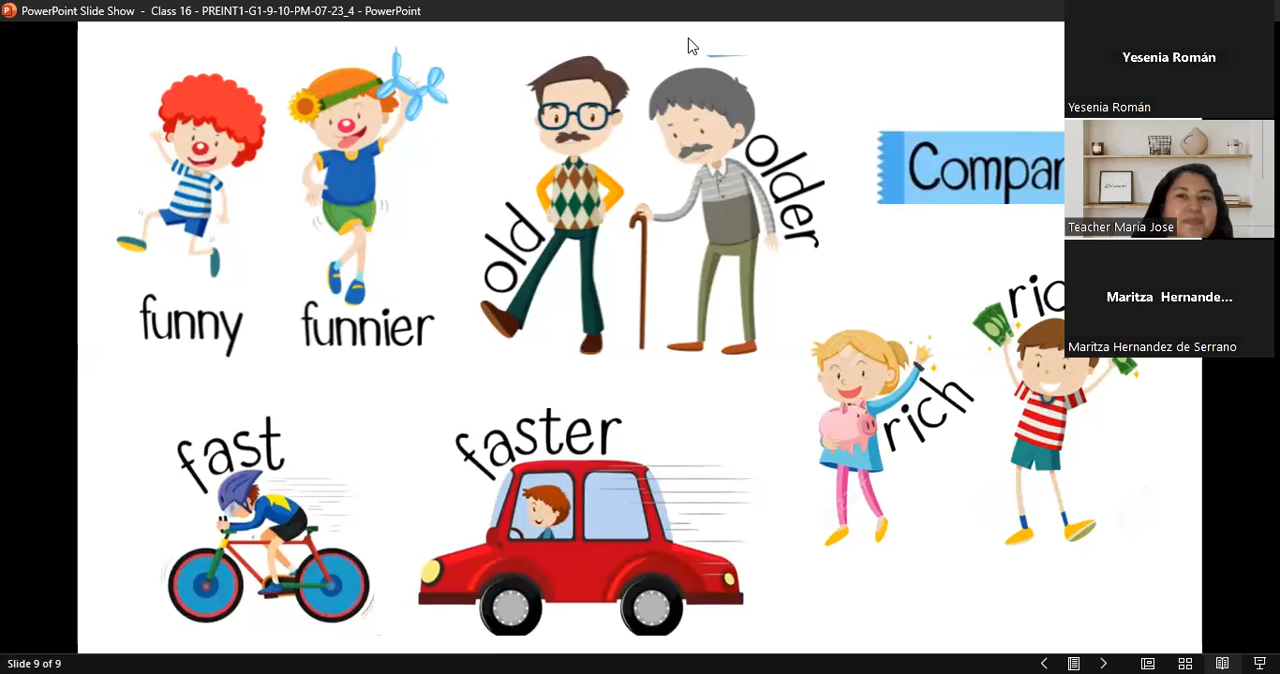 PowerPoint Slide Show - Class 16 - PREINT1-G1-9-10-PM-07-23_4 - PowerPoint
Yesenia Román
Yesenia Román
older
Compar
old
Teacher Maria Jose
funny
funnier
Maritza Hernande...
Maritza Hernandez de Serrano
ric
rich
fast
faster
Slide 9 of 9